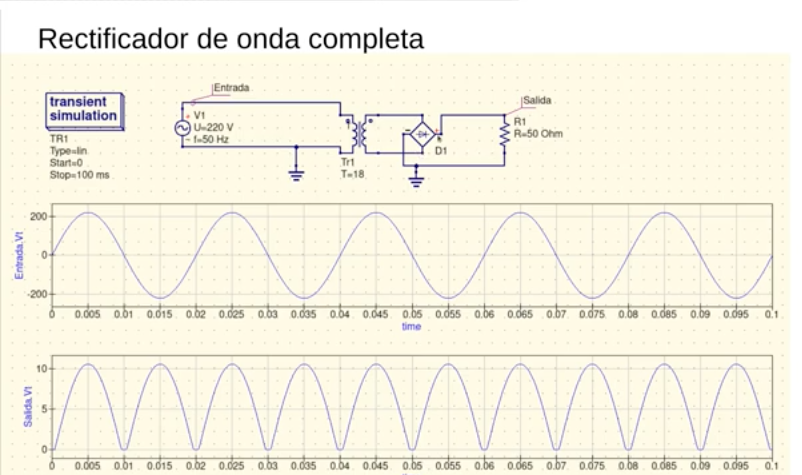 Rectificador de onda completa
transient
simulation
TR1
Type=lin
Start=0
Stop=100 ms
Entrada
V1
U=220 V
f=50 Hz
Tr1
T=18
D1
Salida
R1
R=50 Ohm
Entrada.Vt
200
0
-200
0 0.005 0.01 0.015 0.02 0.025 0.03 0.035 0.04 0.045 0.05 0.055 0.06 0.065 0.07 0.075 0.08 0.085 0.09 0.095 0.1
time
Salida.Vt
10
5
0
0 0.005 0.01 0.015 0.02 0.025 0.03 0.035 0.04 0.045 0.05 0.055 0.06 0.065 0.07 0.075 0.08 0.085 0.09 0.095 0.1